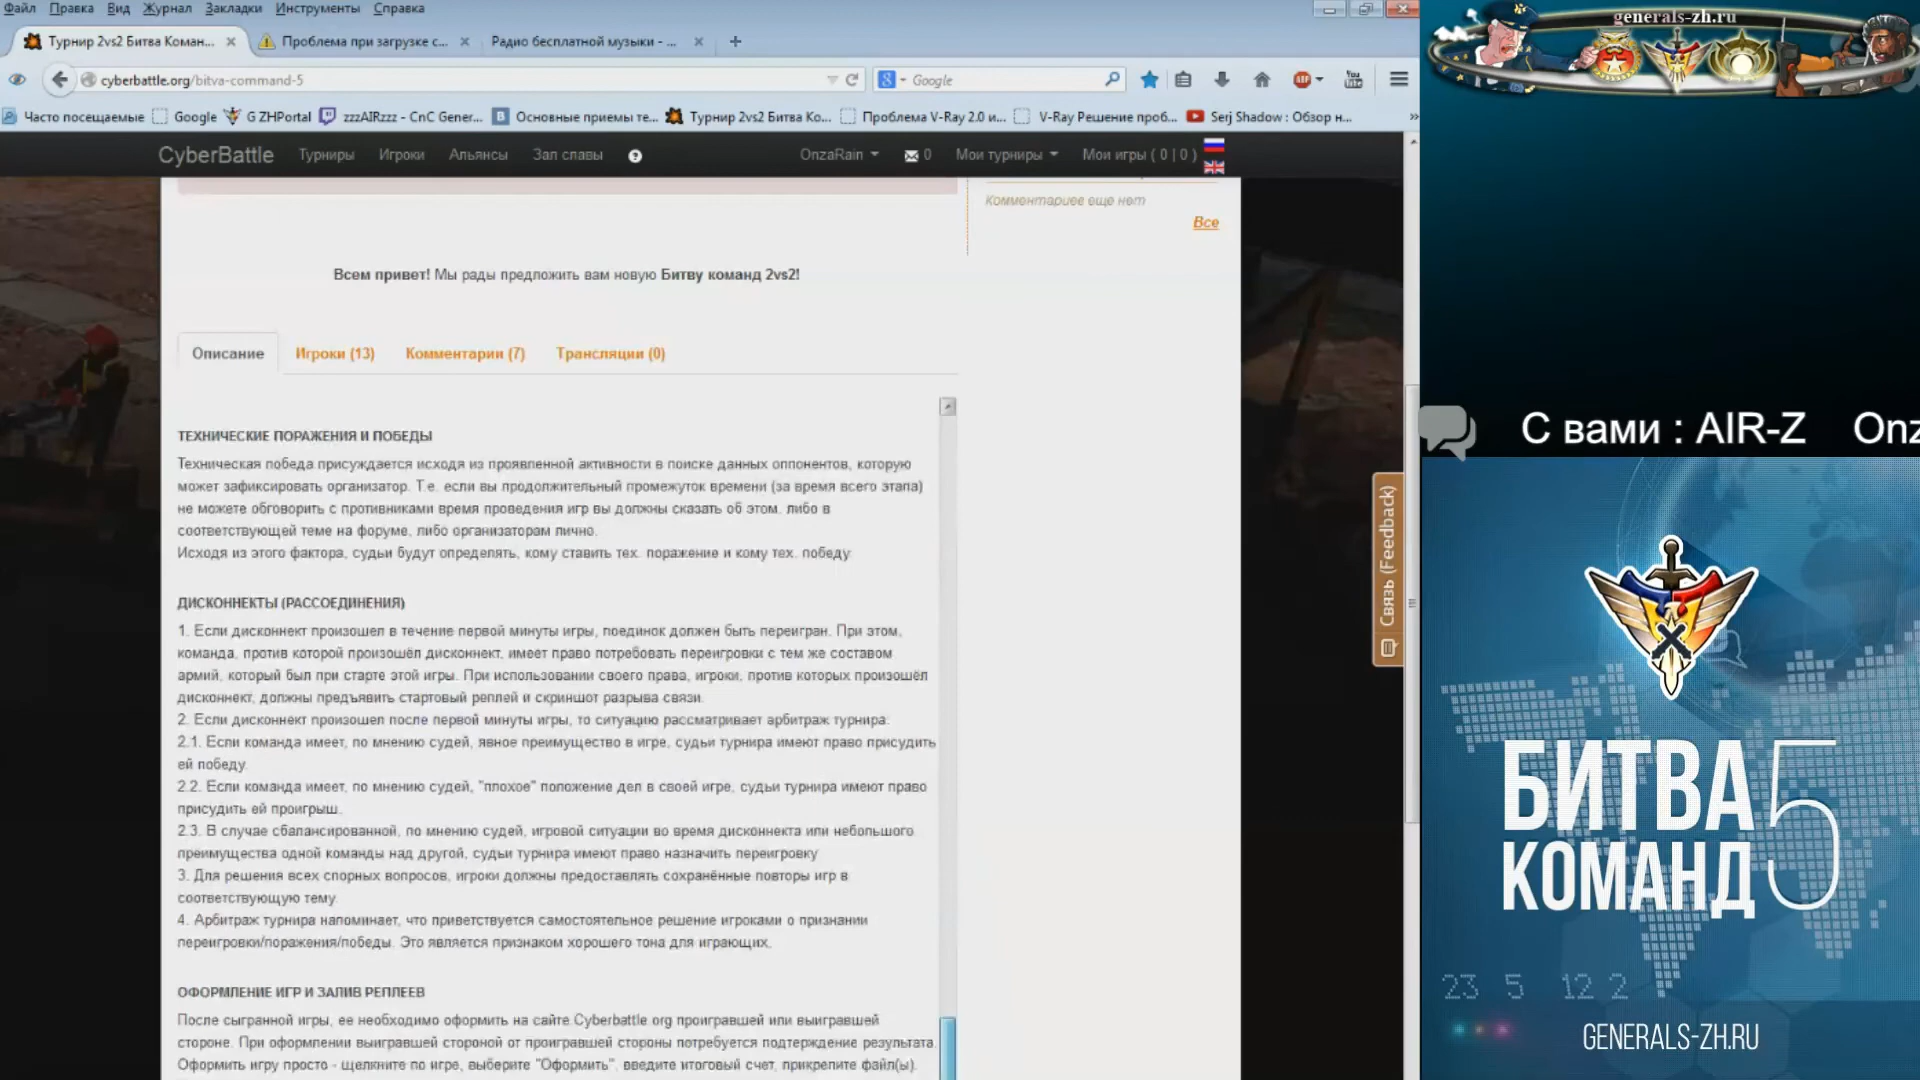 Файл Правка Вид Журнал Закладки Инструменты Справка
Турнир 2vs2 Битва Коман... Проблема при загрузке с... Радио бесплатной музыки - ...
cyberbattle.org/bitva-command-5
Google
Часто посещаемые Google G ZHPortal zzzAIRzzz - CnC Gener... Основные приемы те... Турнир 2vs2 Битва Ко... Проблема V-Ray 2.0 и... V-Ray Решение проб... Serj Shadow : Обзор н...
CyberBattle Турниры Игроки Альянсы Зал славы OnzaRain 0 Мои турниры Мои игры ( 0 | 0 )
Комментариев еще нет
Все
Всем привет! Мы рады предложить вам новую Битву команд 2vs2!
Описание Игроки (13) Комментарии (7) Трансляции (0)
ТЕХНИЧЕСКИЕ ПОРАЖЕНИЯ И ПОБЕДЫ
Техническая победа присуждается исходя из проявленной активности в поиске данных оппонентов, которую
может зафиксировать организатор. Т.е. если вы продолжительный промежуток времени (за время всего этапа)
не можете обговорить с противниками время проведения игр вы должны сказать об этом, либо в
соответствующей теме на форуме, либо организаторам лично.
Исходя из этого фактора, судьи будут определять, кому ставить тех. поражение и кому тех. победу
ДИСКОННЕКТЫ (РАССОЕДИНЕНИЯ)
1. Если дисконнект произошел в течение первой минуты игры, поединок должен быть переигран. При этом,
команда, против которой произошёл дисконнект, имеет право потребовать переигровки с тем же составом
армий, который был при старте этой игры. При использовании своего права, игроки, против которых произошёл
дисконнект, должны предъявить стартовый реплей и скриншот разрыва связи.
2. Если дисконнект произошел после первой минуты игры, то ситуацию рассматривает арбитраж турнира:
2.1. Если команда имеет, по мнению судей, явное преимущество в игре, судьи турнира имеют право присудить
ей победу.
2.2. Если команда имеет, по мнению судей, "плохое" положение дел в своей игре, судьи турнира имеют право
присудить ей проигрыш.
2.3. В случае сбалансированной, по мнению судей, игровой ситуации во время дисконнекта или небольшого
преимущества одной команды над другой, судьи турнира имеют право назначить переигровку
3. Для решения всех спорных вопросов, игроки должны предоставлять сохранённые повторы игр в
соответствующую тему.
4. Арбитраж турнира напоминает, что приветствуется самостоятельное решение игроками о признании
переигровки/поражения/победы. Это является признаком хорошего тона для играющих.
ОФОРМЛЕНИЕ ИГР И ЗАЛИВ РЕПЛЕЕВ
После сыгранной игры, ее необходимо оформить на сайте Cyberbattle org проигравшей или выигравшей
стороне. При оформлении выигравшей стороной от проигравшей стороны потребуется подтверждение результата.
Оформить игру просто - щелкните по игре, выберите "Оформить", введите итоговый счет, прикрепите файл(ы).
Связь (Feedback)
generals-zh.ru
С вами : AIR-Z Onz
БИТВА
КОМАНД
5
23 5 12 2
GENERALS-ZH.RU